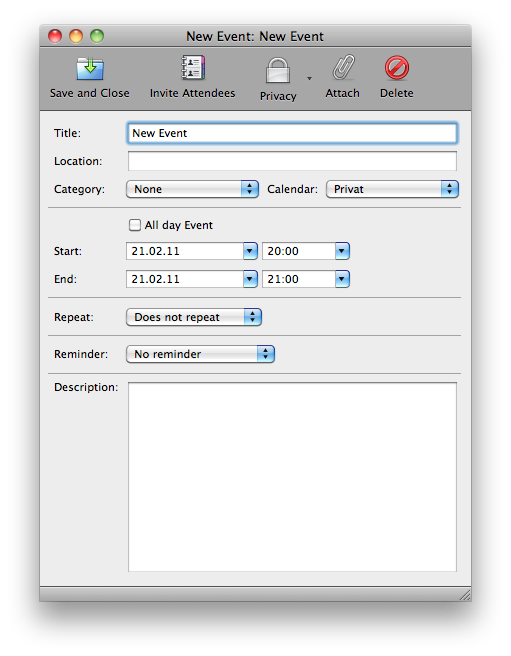 New Event: New Event
Save and Close Invite Attendees Privacy Attach Delete
Title: New Event
Location:
Category: None Calendar: Privat
All day Event
Start: 21.02.11 20:00
End: 21.02.11 21:00
Repeat: Does not repeat
Reminder: No reminder
Description: